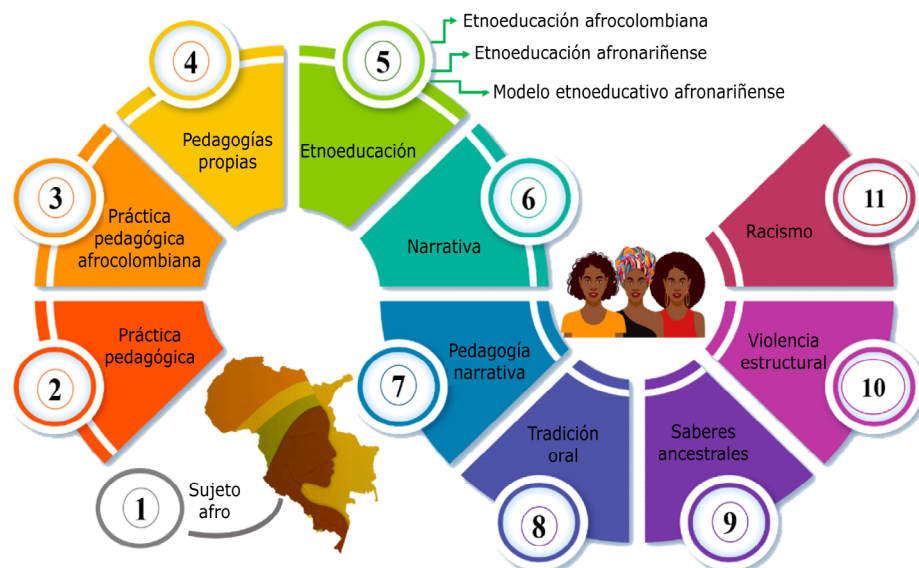 1
Sujeto
afro
2
Práctica
pedagógica
3
Práctica
pedagógica
afrocolombiana
4
Pedagogías
propias
5
Etnoeducación
Etnoeducación afrocolombiana
Etnoeducación afronariñense
Modelo etnoeducativo afronariñense
6
Narrativa
7
Pedagogía
narrativa
8
Tradición
oral
9
Saberes
ancestrales
10
Violencia
estructural
11
Racismo